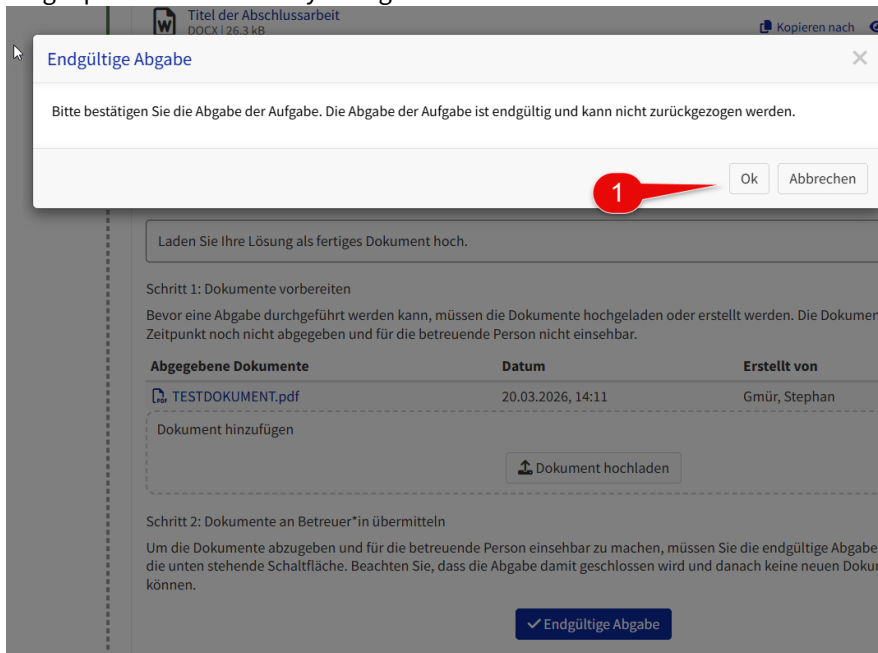 Titel der Abschlussarbeit
DOCX | 26.3 kB
Kopieren nach
Endgültige Abgabe
Bitte bestätigen Sie die Abgabe der Aufgabe. Die Abgabe der Aufgabe ist endgültig und kann nicht zurückgezogen werden.
1
Ok Abbrechen
Laden Sie Ihre Lösung als fertiges Dokument hoch.
Schritt 1: Dokumente vorbereiten
Bevor eine Abgabe durchgeführt werden kann, müssen die Dokumente hochgeladen oder erstellt werden. Die Dokumen
Zeitpunkt noch nicht abgegeben und für die betreuende Person nicht einsehbar.
Abgegebene Dokumente Datum Erstellt von
TESTDOKUMENT.pdf 20.03.2026, 14:11 Gmür, Stephan
Dokument hinzufügen
Dokument hochladen
Schritt 2: Dokumente an Betreuer*in übermitteln
Um die Dokumente abzugeben und für die betreuende Person einsehbar zu machen, müssen Sie die endgültige Abgabe
die unten stehende Schaltfläche. Beachten Sie, dass die Abgabe damit geschlossen wird und danach keine neuen Doku
können.
Endgültige Abgabe